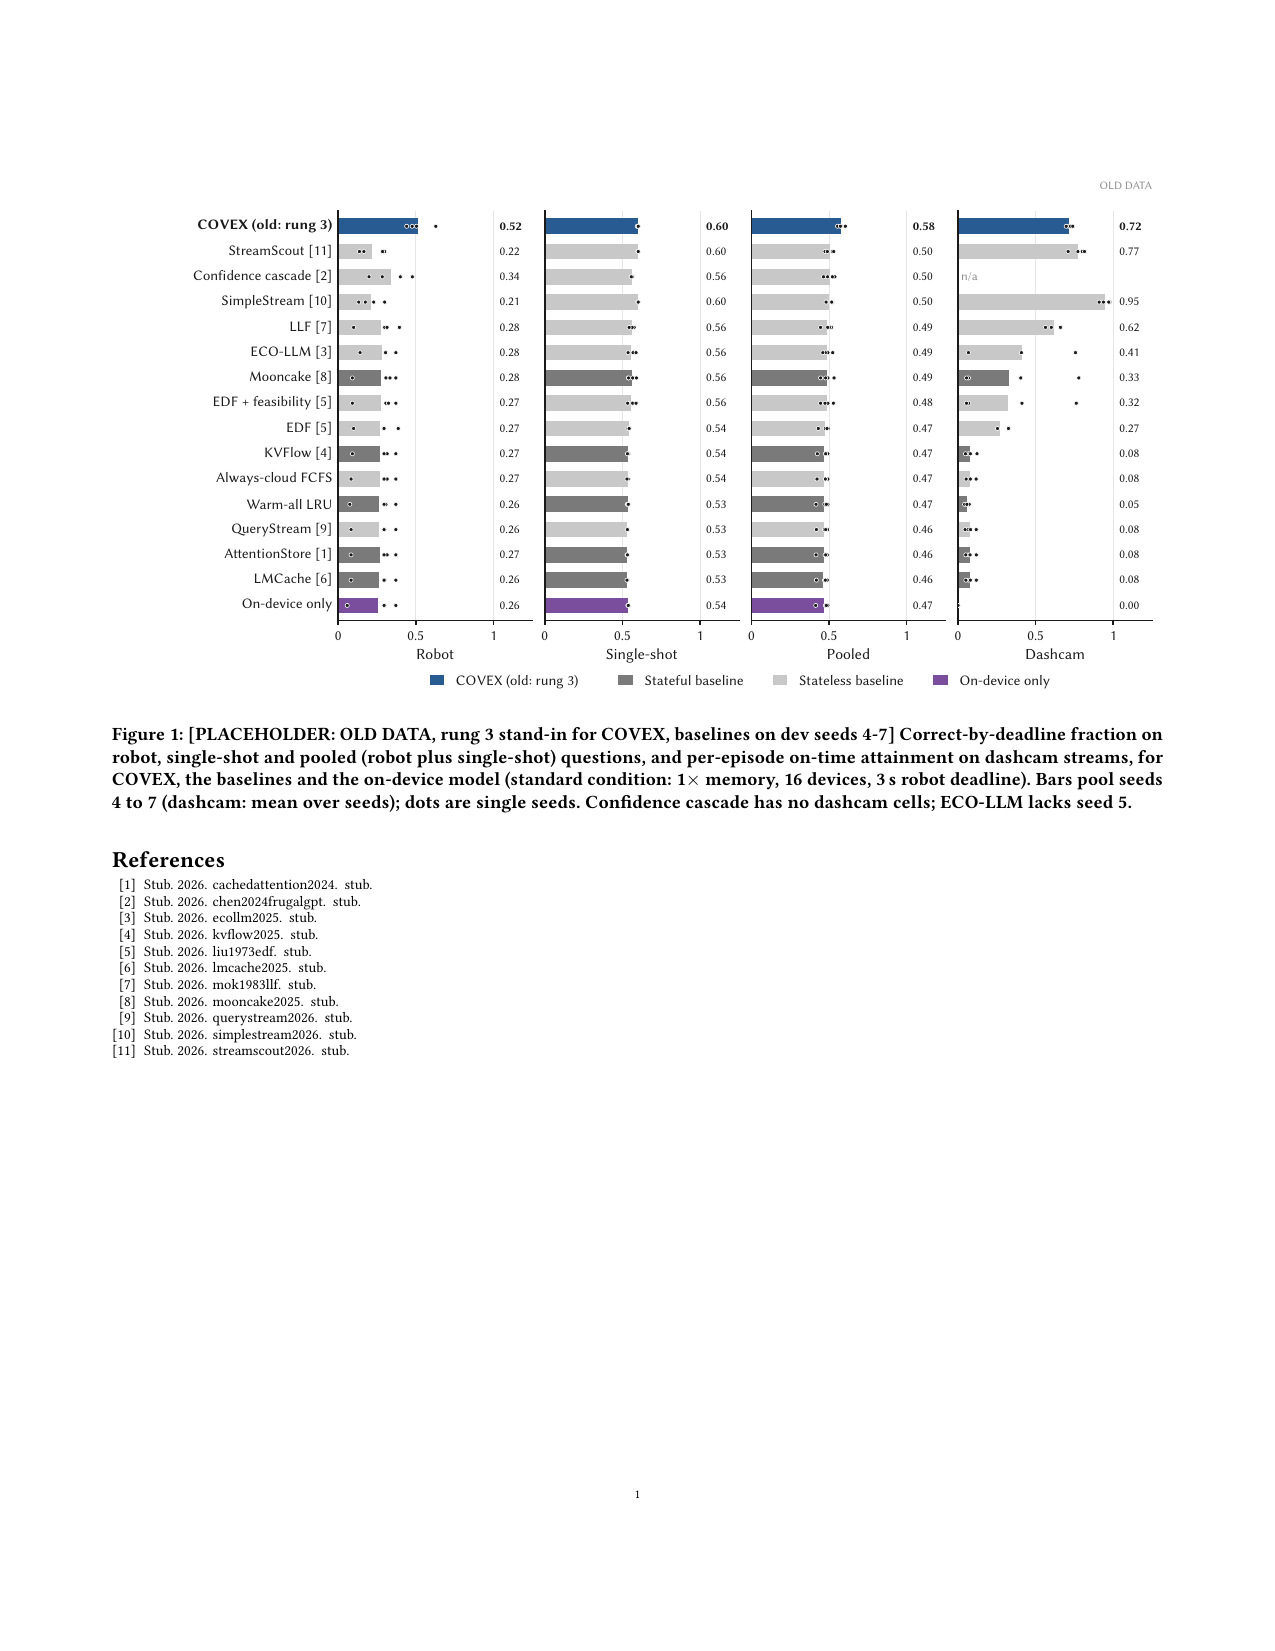 OLD DATA
COVEX (old: rung 3) 0.52 0.60 0.58 0.72
StreamScout [11] 0.22 0.60 0.50 0.77
Confidence cascade [2] 0.34 0.56 0.50 n/a
SimpleStream [10] 0.21 0.60 0.50 0.95
LLF [7] 0.28 0.56 0.49 0.62
ECO-LLM [3] 0.28 0.56 0.49 0.41
Mooncake [8] 0.28 0.56 0.49 0.33
EDF + feasibility [5] 0.27 0.56 0.48 0.32
EDF [5] 0.27 0.54 0.47 0.27
KVFlow [4] 0.27 0.54 0.47 0.08
Always-cloud FCFS 0.27 0.54 0.47 0.08
Warm-all LRU 0.26 0.53 0.47 0.05
QueryStream [9] 0.26 0.53 0.46 0.08
AttentionStore [1] 0.27 0.53 0.46 0.08
LMCache [6] 0.26 0.53 0.46 0.08
On-device only 0.26 0.54 0.47 0.00
0 0.5 1 0 0.5 1 0 0.5 1 0 0.5 1
Robot Single-shot Pooled Dashcam
COVEX (old: rung 3) Stateful baseline Stateless baseline On-device only
Figure 1: [PLACEHOLDER: OLD DATA, rung 3 stand-in for COVEX, baselines on dev seeds 4-7] Correct-by-deadline fraction on
robot, single-shot and pooled (robot plus single-shot) questions, and per-episode on-time attainment on dashcam streams, for
COVEX, the baselines and the on-device model (standard condition: 1× memory, 16 devices, 3 s robot deadline). Bars pool seeds
4 to 7 (dashcam: mean over seeds); dots are single seeds. Confidence cascade has no dashcam cells; ECO-LLM lacks seed 5.
References
[1] Stub. 2026. cachedattention2024. stub.
[2] Stub. 2026. chen2024frugalgpt. stub.
[3] Stub. 2026. ecollm2025. stub.
[4] Stub. 2026. kvflow2025. stub.
[5] Stub. 2026. liu1973edf. stub.
[6] Stub. 2026. lmcache2025. stub.
[7] Stub. 2026. mok1983llf. stub.
[8] Stub. 2026. mooncake2025. stub.
[9] Stub. 2026. querystream2026. stub.
[10] Stub. 2026. simplestream2026. stub.
[11] Stub. 2026. streamscout2026. stub.
1